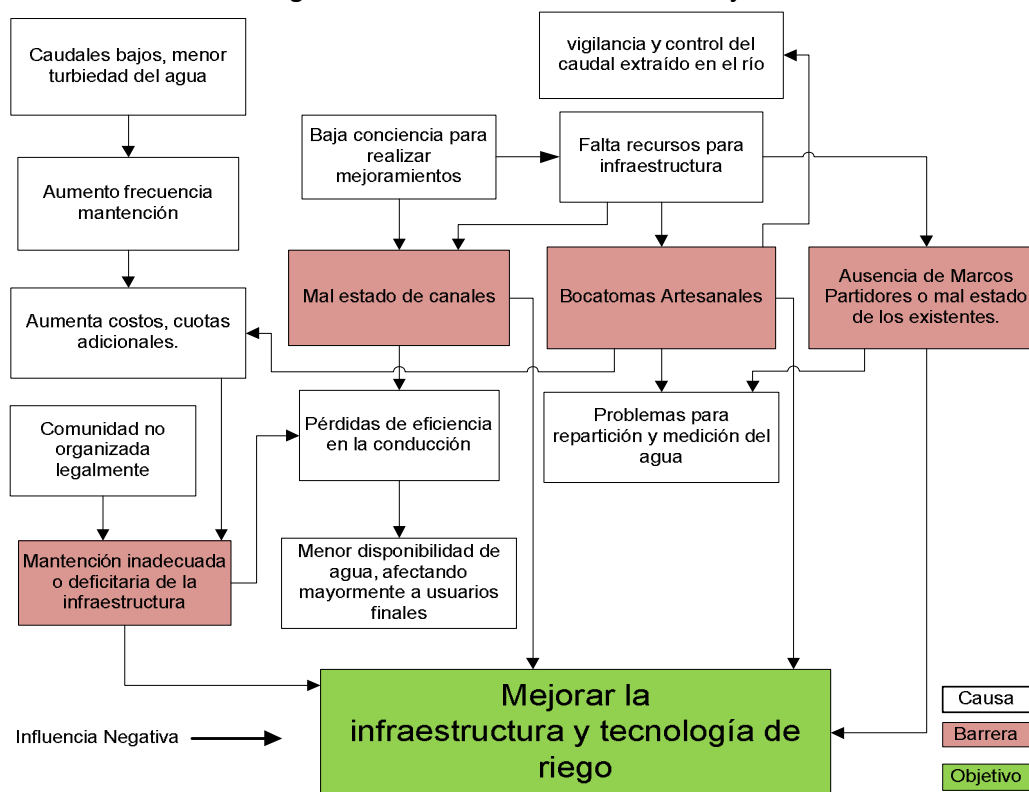 Caudales bajos, menor
turbiedad del agua
vigilancia y control del
caudal extraído en el río
Baja conciencia para
realizar
mejoramientos
Falta recursos para
infraestructura
Aumento frecuencia
mantención
Mal estado de canales
Bocatomas Artesanales
Ausencia de Marcos
Partidores o mal estado
de los existentes.
Aumenta costos, cuotas
adicionales.
Comunidad no
organizada
legalmente
Pérdidas de eficiencia
en la conducción
Problemas para
repartición y medición del
agua
Mantención inadecuada
o deficitaria de la
infraestructura
Menor disponibilidad de
agua, afectando
mayormente a usuarios
finales
Mejorar la
infraestructura y tecnología de
riego
Influencia Negativa
Causa
Barrera
Objetivo